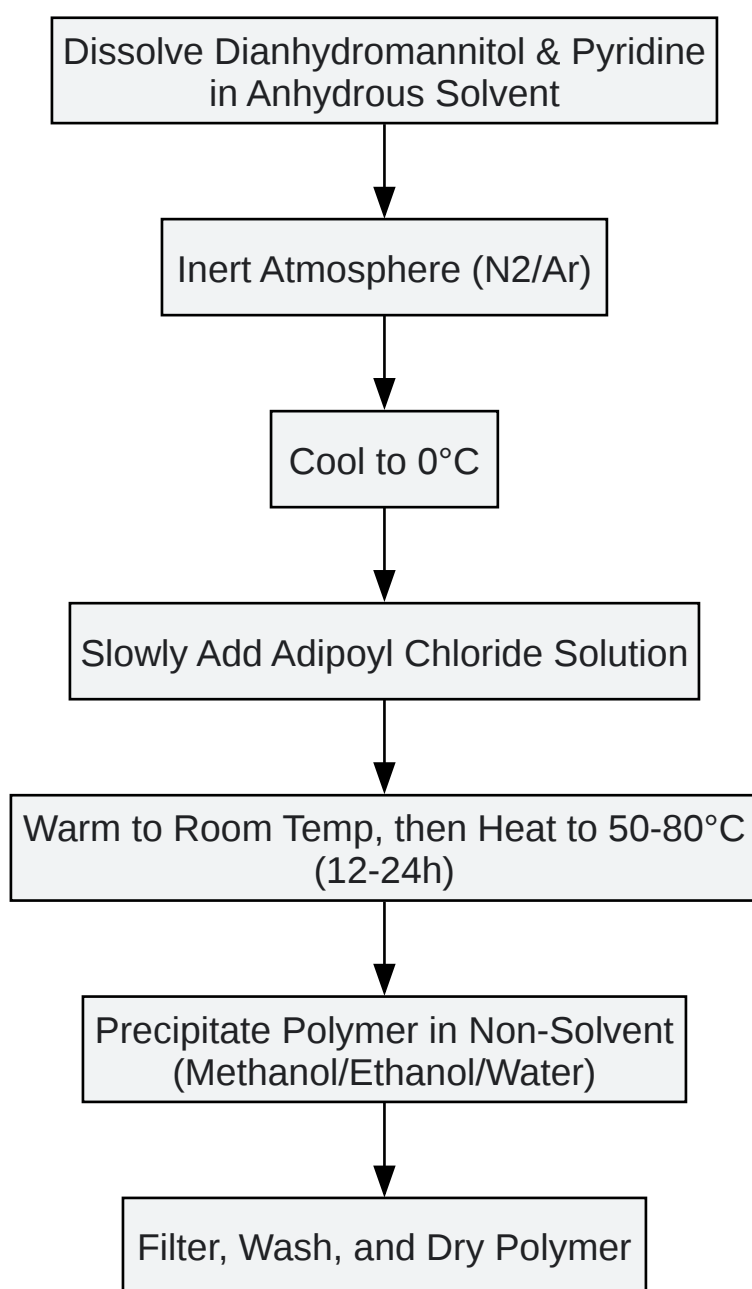 Dissolve Dianhydromannitol & Pyridine
in Anhydrous Solvent
Inert Atmosphere (N2/Ar)
Cool to 0°C
Slowly Add Adipoyl Chloride Solution
Warm to Room Temp, then Heat to 50-80°C
(12-24h)
Precipitate Polymer in Non-Solvent
(Methanol/Ethanol/Water)
Filter, Wash, and Dry Polymer